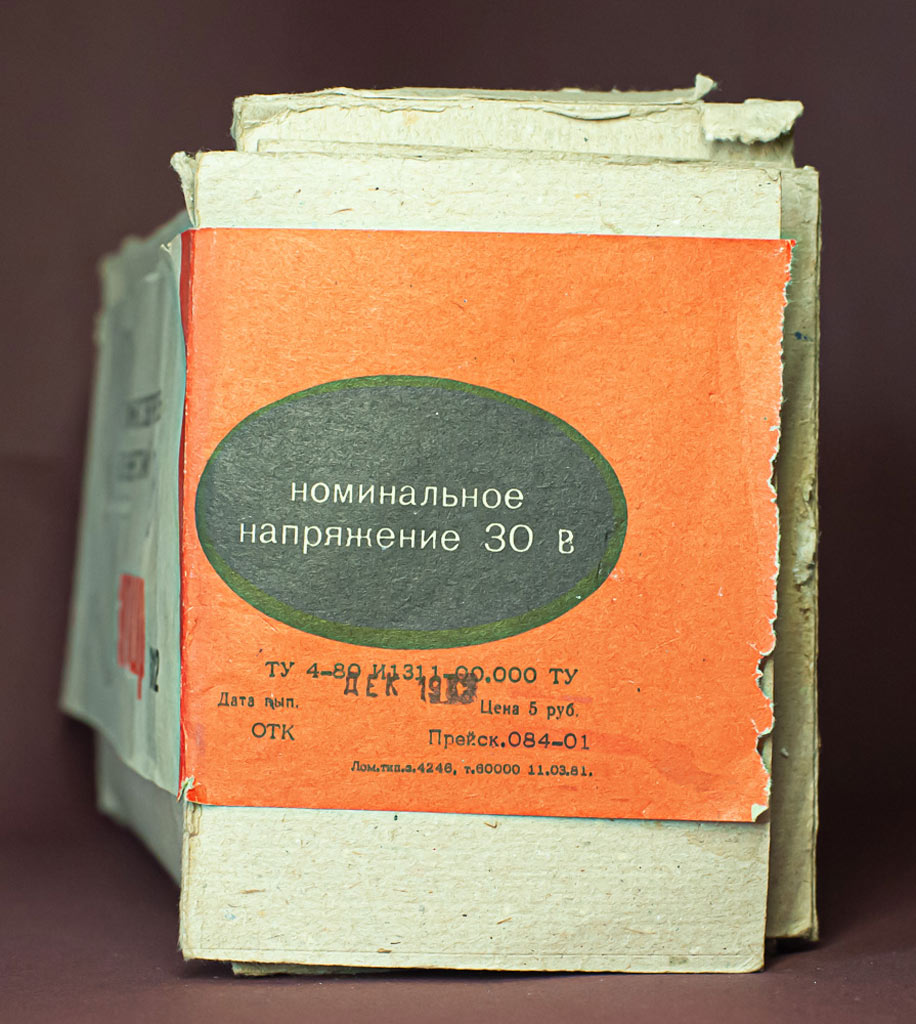 номинальное
напряжение 30 В
ТУ 4-80 И1311-00.000 ТУ
ДЕК
Дата вып.
Цена 5 руб.
ОТК
Прейск.084-01
Лом.тип.з.4246, т.60000 11.03.81.